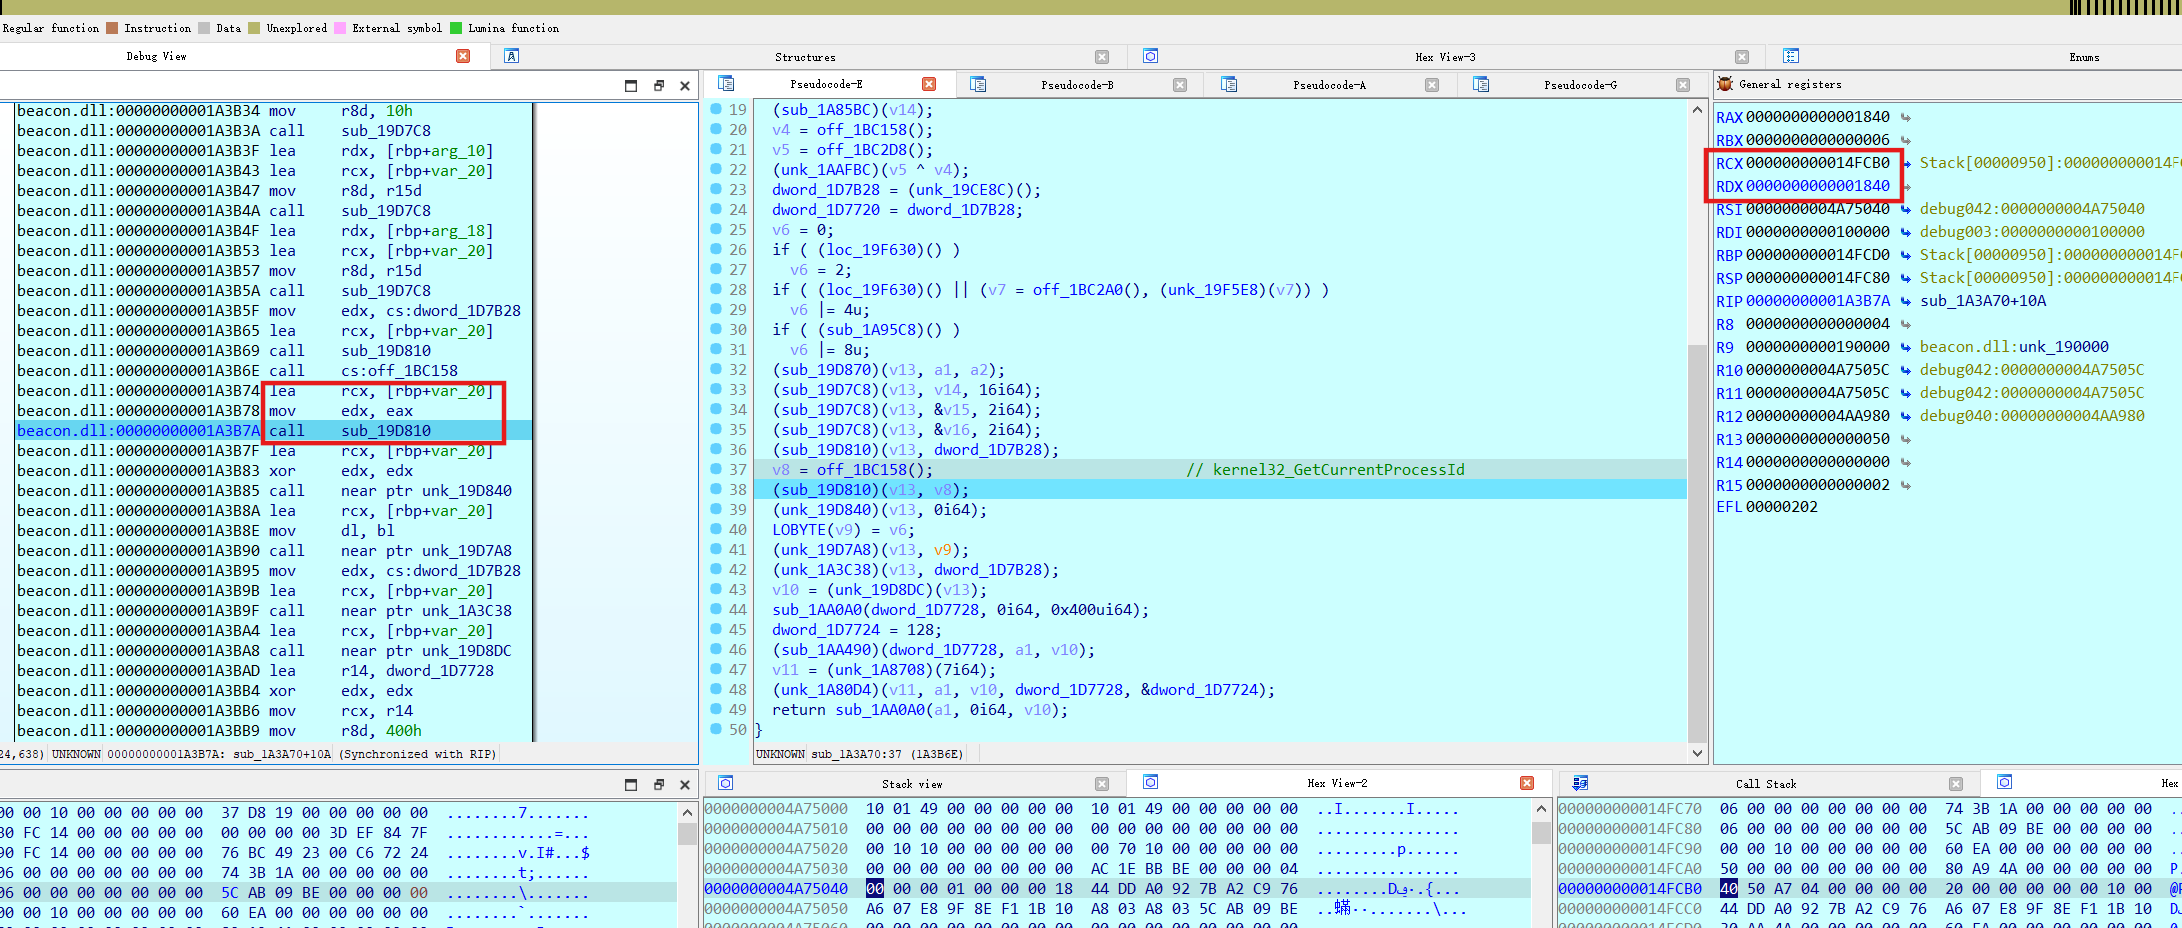 Regular function Instruction Data Unexplored External symbol Lumina function
Debug View Structures Hex View-3 Enums
Pseudocode-E Pseudocode-B Pseudocode-A Pseudocode-G General registers
beacon.dll:00000000001A3B34 mov r8d, 10h
beacon.dll:00000000001A3B3A call sub_19D7C8
beacon.dll:00000000001A3B3F lea rdx, [rbp+arg_10]
beacon.dll:00000000001A3B43 lea rcx, [rbp+var_20]
beacon.dll:00000000001A3B47 mov r8d, r15d
beacon.dll:00000000001A3B4A call sub_19D7C8
beacon.dll:00000000001A3B4F lea rdx, [rbp+arg_18]
beacon.dll:00000000001A3B53 lea rcx, [rbp+var_20]
beacon.dll:00000000001A3B57 mov r8d, r15d
beacon.dll:00000000001A3B5A call sub_19D7C8
beacon.dll:00000000001A3B5F mov edx, cs:dword_1D7B28
beacon.dll:00000000001A3B65 lea rcx, [rbp+var_20]
beacon.dll:00000000001A3B69 call sub_19D810
beacon.dll:00000000001A3B6E call cs:off_1BC158
beacon.dll:00000000001A3B74 lea rcx, [rbp+var_20]
beacon.dll:00000000001A3B78 mov edx, eax
beacon.dll:00000000001A3B7A call sub_19D810
beacon.dll:00000000001A3B7F lea rcx, [rbp+var_20]
beacon.dll:00000000001A3B83 xor edx, edx
beacon.dll:00000000001A3B85 call near ptr unk_19D840
beacon.dll:00000000001A3B8A lea rcx, [rbp+var_20]
beacon.dll:00000000001A3B8E mov dl, bl
beacon.dll:00000000001A3B90 call near ptr unk_19D7A8
beacon.dll:00000000001A3B95 mov edx, cs:dword_1D7B28
beacon.dll:00000000001A3B9B lea rcx, [rbp+var_20]
beacon.dll:00000000001A3B9F call near ptr unk_1A3C38
beacon.dll:00000000001A3BA4 lea rcx, [rbp+var_20]
beacon.dll:00000000001A3BA8 call near ptr unk_19D8DC
beacon.dll:00000000001A3BAD lea r14, dword_1D7728
beacon.dll:00000000001A3BB4 xor edx, edx
beacon.dll:00000000001A3BB6 mov rcx, r14
beacon.dll:00000000001A3BB9 mov r8d, 400h
24,638) UNKNOWN 00000000001A3B7A: sub_1A3A70+10A (Synchronized with RIP)
19 (sub_1A85BC)(v14);
20 v4 = off_1BC158();
21 v5 = off_1BC2D8();
22 (unk_1AAFBC)(v5 ^ v4);
23 dword_1D7B28 = (unk_19CE8C)();
24 dword_1D7720 = dword_1D7B28;
25 v6 = 0;
26 if ( (loc_19F630)() )
27 v6 = 2;
28 if ( (loc_19F630)() || (v7 = off_1BC2A0(), (unk_19F5E8)(v7)) )
29 v6 |= 4u;
30 if ( (sub_1A95C8)() )
31 v6 |= 8u;
32 (sub_19D870)(v13, a1, a2);
33 (sub_19D7C8)(v13, v14, 16i64);
34 (sub_19D7C8)(v13, &v15, 2i64);
35 (sub_19D7C8)(v13, &v16, 2i64);
36 (sub_19D810)(v13, dword_1D7B28);
37 v8 = off_1BC158(); // kernel32_GetCurrentProcessId
38 (sub_19D810)(v13, v8);
39 (unk_19D840)(v13, 0i64);
40 LOBYTE(v9) = v6;
41 (unk_19D7A8)(v13, v9);
42 (unk_1A3C38)(v13, dword_1D7B28);
43 v10 = (unk_19D8DC)(v13);
44 sub_1AA0A0(dword_1D7728, 0i64, 0x400ui64);
45 dword_1D7724 = 128;
46 (sub_1AA490)(dword_1D7728, a1, v10);
47 v11 = (unk_1A8708)(7i64);
48 (unk_1A80D4)(v11, a1, v10, dword_1D7728, &dword_1D7724);
49 return sub_1AA0A0(a1, 0i64, v10);
50 }
UNKNOWN sub_1A3A70:37 (1A3B6E)
RAX 0000000000001840
RBX 0000000000000006
RCX 000000000014FCB0 Stack[00000950]:000000000014F
RDX 0000000000001840
RSI 0000000004A75040 debug042:0000000004A75040
RDI 0000000000100000 debug003:0000000000100000
RBP 000000000014FCD0 Stack[00000950]:000000000014F
RSP 000000000014FC80 Stack[00000950]:000000000014F
RIP 00000000001A3B7A sub_1A3A70+10A
R8 0000000000000004
R9 0000000000190000 beacon.dll:unk_190000
R10 0000000004A7505C debug042:0000000004A7505C
R11 0000000004A7505C debug042:0000000004A7505C
R12 00000000004AA980 debug040:00000000004AA980
R13 0000000000000050
R14 0000000000000000
R15 0000000000000002
EFL 00000202
Stack view Hex View-2 Call Stack Hex
00 00 10 00 00 00 00 00 37 D8 19 00 00 00 00 00 ........7.......
80 FC 14 00 00 00 00 00 00 00 00 00 3D EF 84 7F ............=...
90 FC 14 00 00 00 00 00 76 BC 49 23 00 C6 72 24 ........v.I#...$
06 00 00 00 00 00 00 00 74 3B 1A 00 00 00 00 00 ........t;......
06 00 00 00 00 00 00 00 5C AB 09 BE 00 00 00 00 ........\.......
00 00 10 00 00 00 00 00 60 EA 00 00 00 00 00 00 ........`.......
0000000004A75000 10 01 49 00 00 00 00 00 10 01 49 00 00 00 00 00 ..I.......I.....
0000000004A75010 00 00 00 00 00 00 00 00 00 00 00 00 00 00 00 00 ................
0000000004A75020 00 10 10 00 00 00 00 00 00 70 10 00 00 00 00 00 .........p......
0000000004A75030 00 00 00 00 00 00 00 00 AC 1E BB BE 00 00 00 04 ................
0000000004A75040 00 00 00 01 00 00 00 18 44 DD A0 92 7B A2 C9 76
0000000004A75050 A6 07 E8 9F 8E F1 1B 10 A8 03 A8 03 5C AB 09 BE
000000000014FC70 06 00 00 00 00 00 00 00 74 3B 1A 00 00 00 00 00
000000000014FC80 06 00 00 00 00 00 00 00 5C AB 09 BE 00 00 00 00
000000000014FC90 00 00 10 00 00 00 00 00 60 EA 00 00 00 00 00 00
000000000014FCA0 50 00 00 00 00 00 00 00 80 A9 4A 00 00 00 00 00
000000000014FCB0 40 50 A7 04 00 00 00 00 20 00 00 00 00 00 10 00
000000000014FCC0 44 DD A0 92 7B A2 C9 76 A6 07 E8 9F 8E F1 1B 10